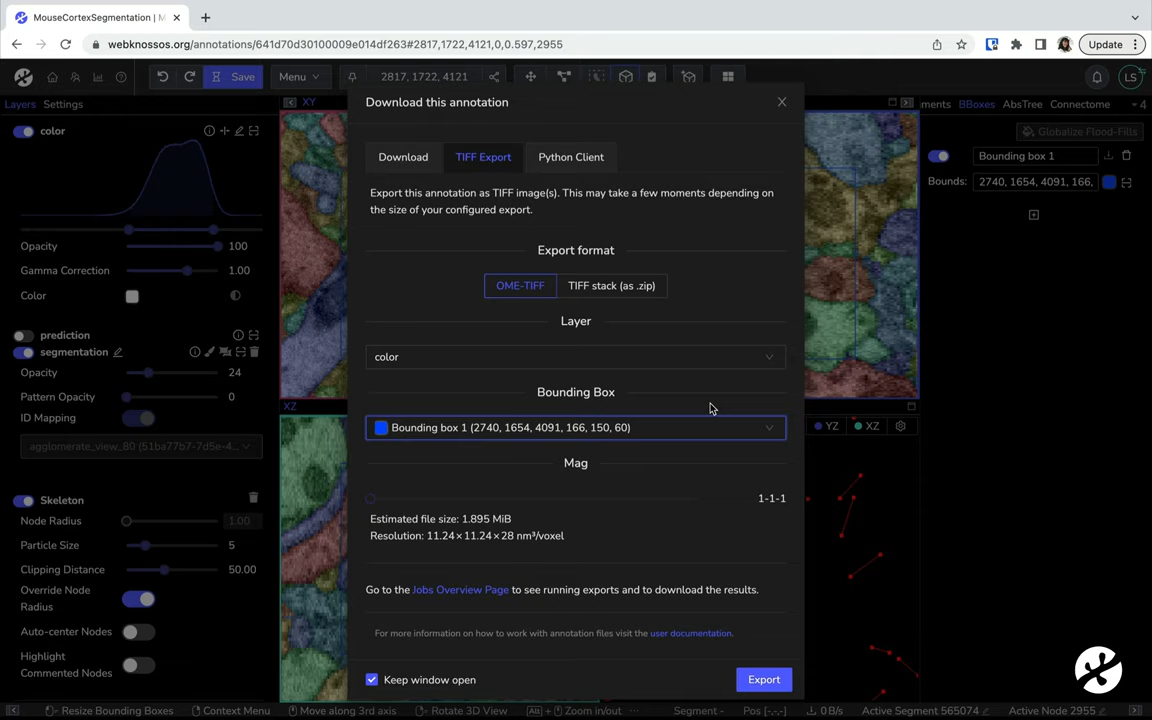 MouseCortexSegmentation | M
webknossos.org/annotations/641d70d30100009e014df263#2817,1722,4121,0,0.597,2955
Update
Save
Menu
2817, 1722, 4121
LS
Layers
Settings
XY
ments
BBoxes
AbsTree
Connectome
4
color
Opacity
100
Gamma Correction
1.00
Color
prediction
segmentation
Opacity
24
Pattern Opacity
0
ID Mapping
agglomerate_view_80 (51ba77b7-7d5e-4...
Skeleton
Node Radius
1.00
Particle Size
5
Clipping Distance
50.00
Override Node
Radius
Auto-center Nodes
Highlight
Commented Nodes
XZ
Download this annotation
Download
TIFF Export
Python Client
Export this annotation as TIFF image(s). This may take a few moments depending on
the size of your configured export.
Export format
OME-TIFF
TIFF stack (as .zip)
Layer
color
Bounding Box
Bounding box 1 (2740, 1654, 4091, 166, 150, 60)
Mag
1-1-1
Estimated file size: 1.895 MiB
Resolution: 11.24×11.24×28 nm³/voxel
Go to the Jobs Overview Page to see running exports and to download the results.
For more information on how to work with annotation files visit the user documentation.
Keep window open
Export
Globalize Flood-Fills
Bounding box 1
Bounds:
2740, 1654, 4091, 166,
YZ
XZ
Resize Bounding Boxes
Context Menu
Move along 3rd axis
Rotate 3D View
Alt + Zoom in/out
Segment -
Pos [-,-,-]
0 B/s
Active Segment 565074
Active Node 2955